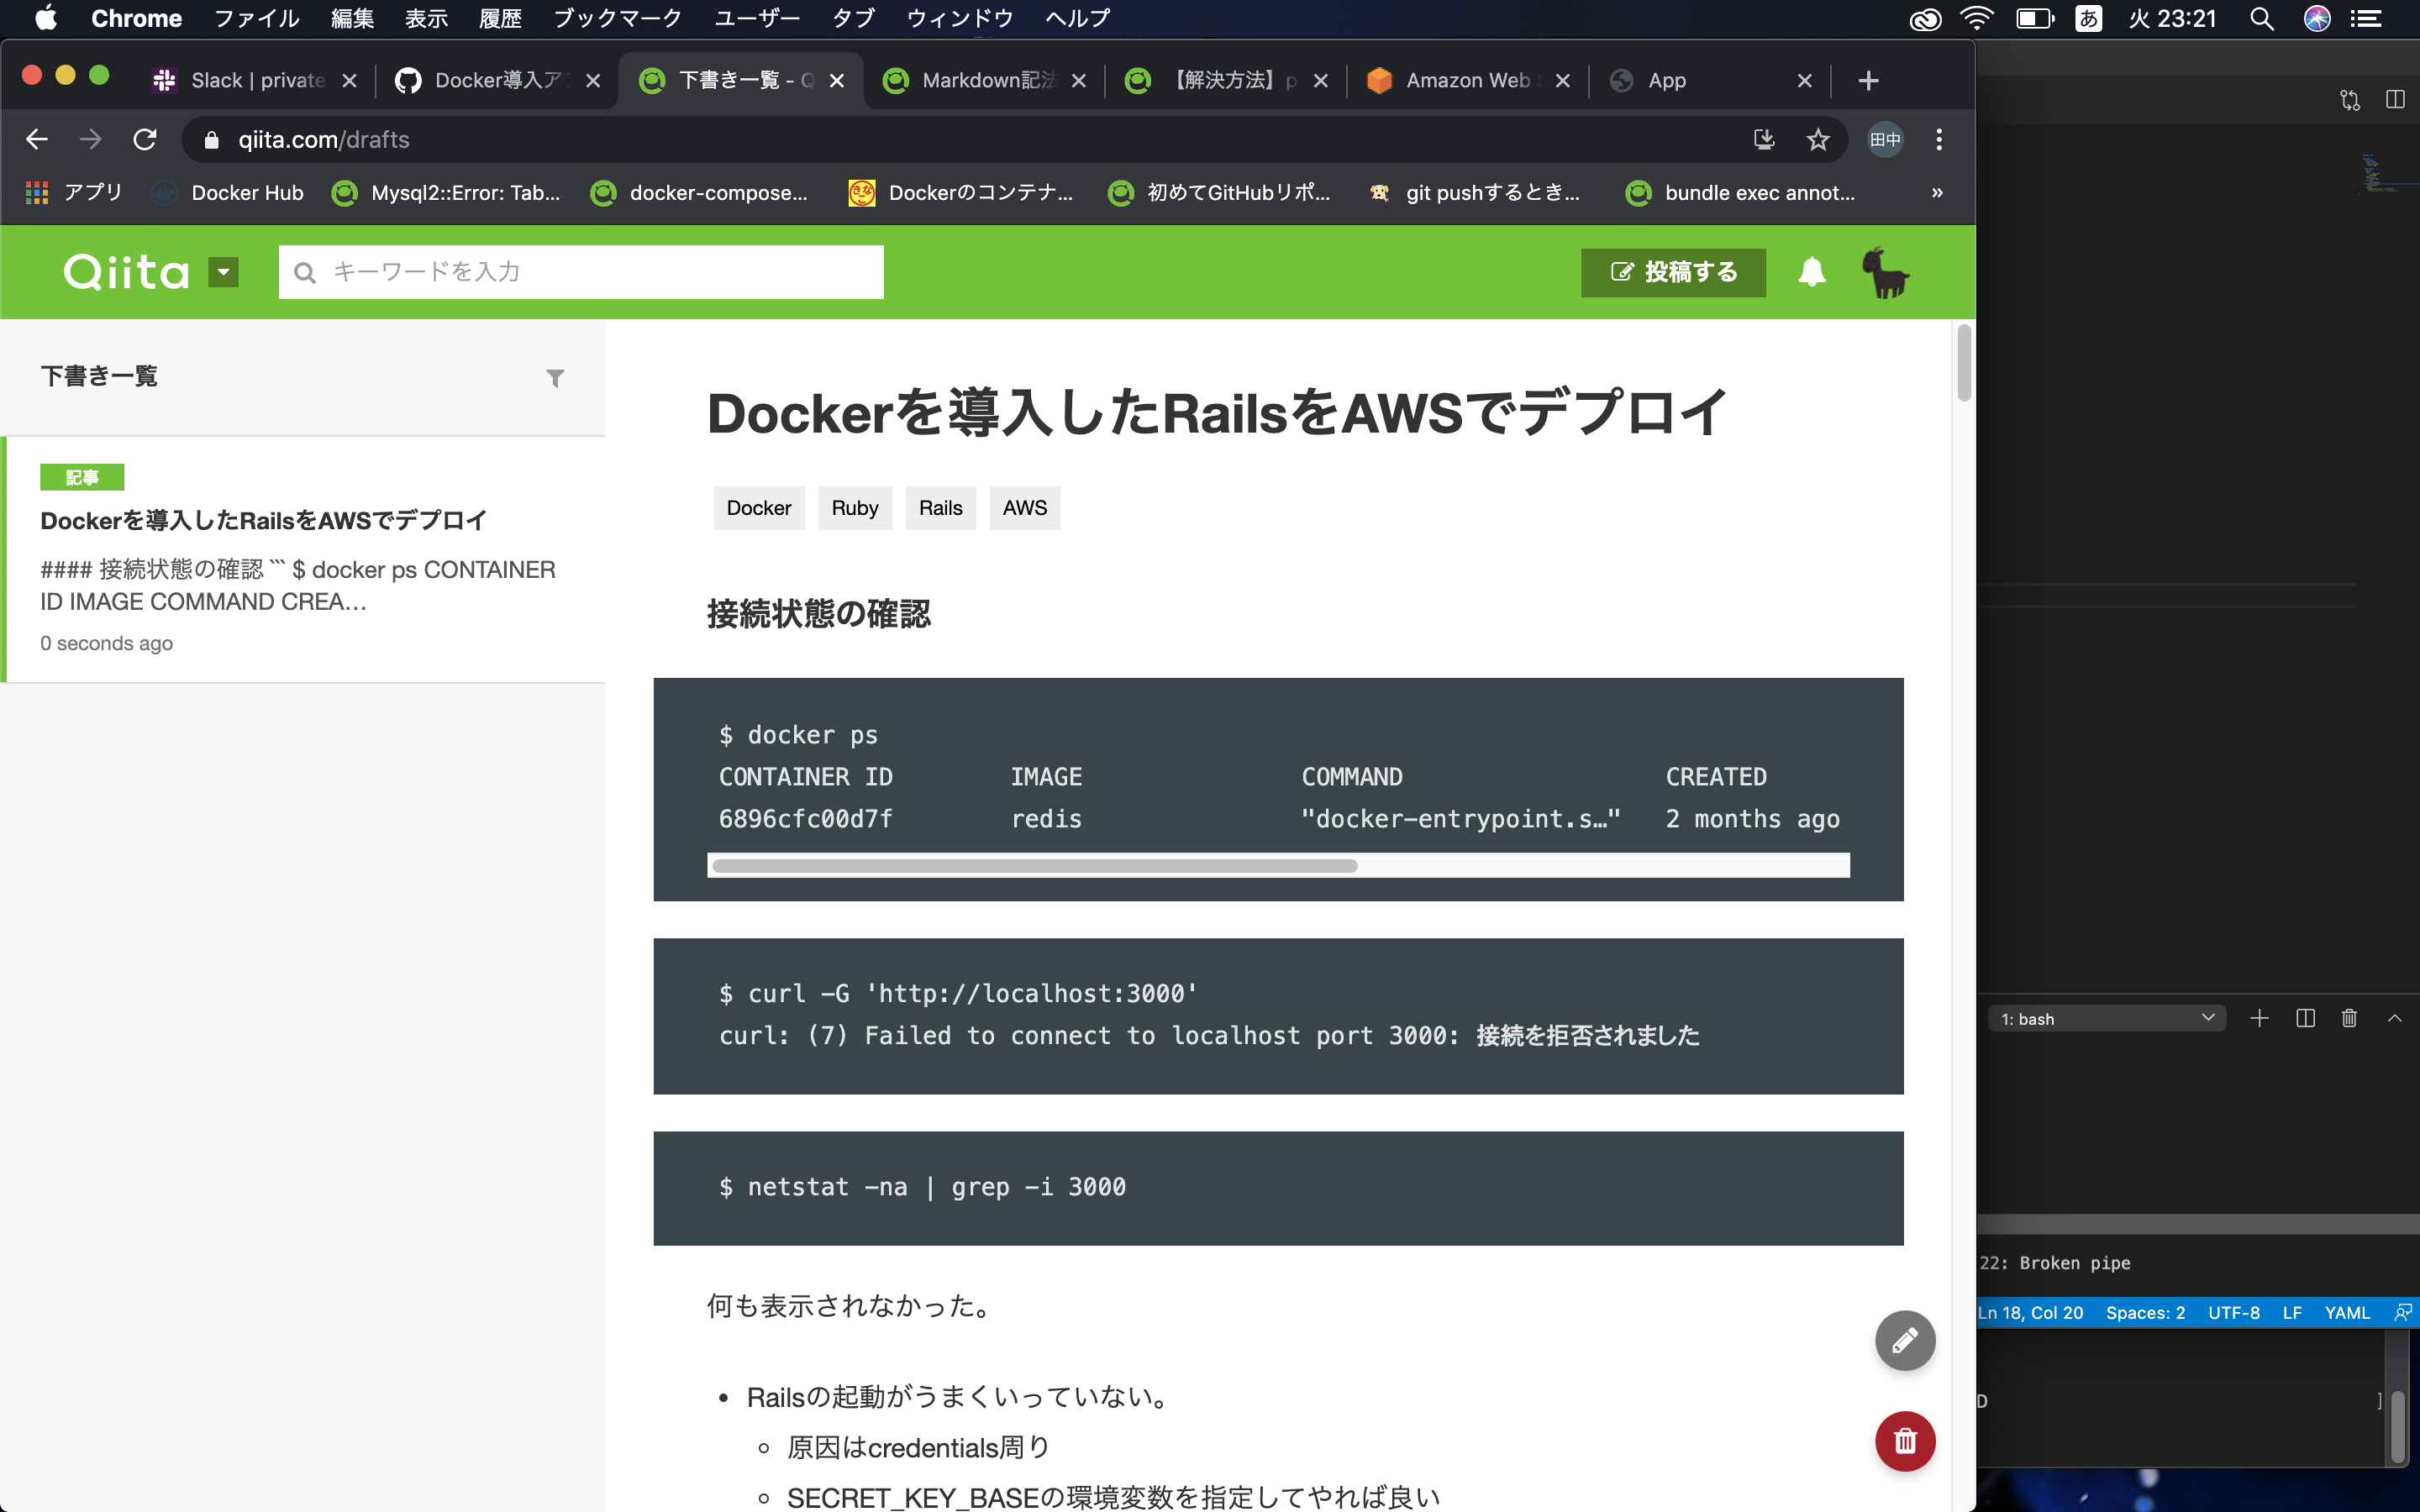 Chrome ファイル 編集 表示 履歴 ブックマーク ユーザー タブ ウィンドウ ヘルプ あ 火 23:21
Slack | private Docker導入ア 下書き一覧 - Q Markdown記法 【解決方法】p Amazon Web S App
qiita.com/drafts 田中
アプリ Docker Hub Mysql2::Error: Tab... docker-compose... きなこ Dockerのコンテナ... 初めてGitHubリポ... git pushするとき... bundle exec annot... »
Qiita キーワードを入力 投稿する
下書き一覧
記事
Dockerを導入したRailsをAWSでデプロイ
#### 接続状態の確認 ``` $ docker ps CONTAINER
ID IMAGE COMMAND CREA…
0 seconds ago
Dockerを導入したRailsをAWSでデプロイ
Docker Ruby Rails AWS
接続状態の確認
$ docker ps
CONTAINER ID IMAGE COMMAND CREATED
6896cfc00d7f redis "docker-entrypoint.s…" 2 months ago
$ curl -G 'http://localhost:3000'
curl: (7) Failed to connect to localhost port 3000: 接続を拒否されました
$ netstat -na | grep -i 3000
何も表示されなかった。
• Railsの起動がうまくいっていない。
◦ 原因はcredentials周り
◦ SECRET_KEY_BASEの環境変数を指定してやれば良い
1: bash
22: Broken pipe
Ln 18, Col 20 Spaces: 2 UTF-8 LF YAML
D ]